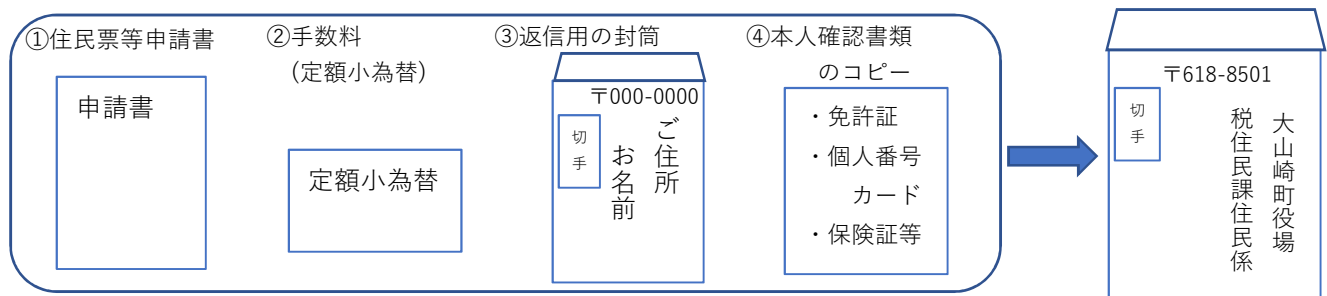 ①住民票等申請書
申請書
②手数料
(定額小為替)
定額小為替
③返信用の封筒
〒000-0000
切手
ご住所
お名前
④本人確認書類
のコピー
・免許証
・個人番号
カード
・保険証等
〒618-8501
切手
大山崎町役場
税住民課住民係